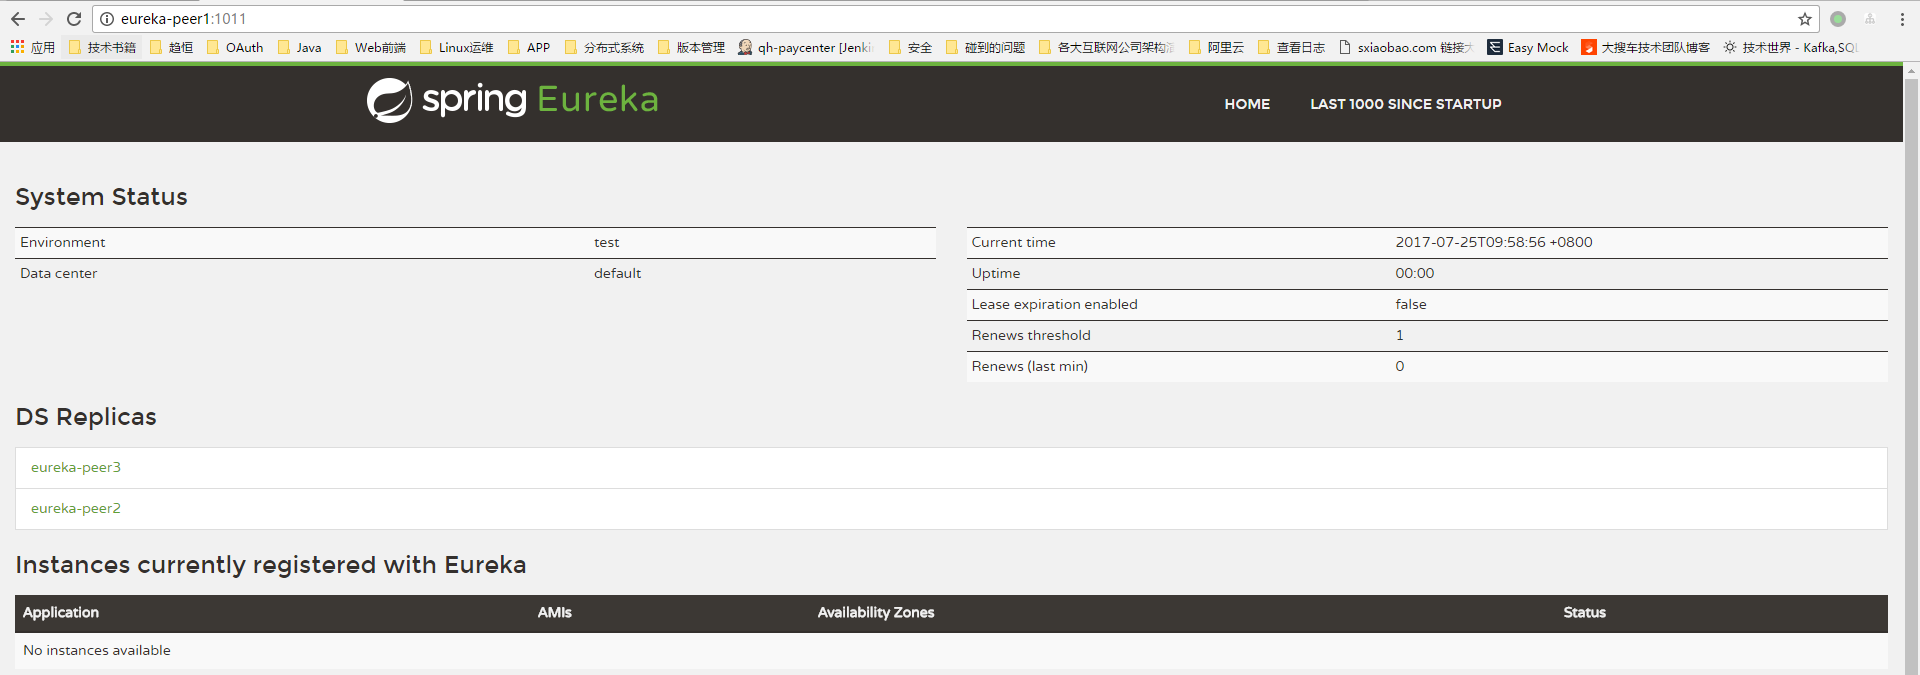 eureka-peer1:1011
应用 技术书籍 趋恒 OAuth Java Web前端 Linux运维 APP 分布式系统 版本管理 qh-paycenter [Jenki 安全 碰到的问题 各大互联网公司架构 阿里云 查看日志 sxiaobao.com 链接 Easy Mock 大搜车技术团队博客 技术世界 - Kafka,SQL
spring Eureka
HOME LAST 1000 SINCE STARTUP
System Status
Environment test
Data center default
Current time 2017-07-25T09:58:56 +0800
Uptime 00:00
Lease expiration enabled false
Renews threshold 1
Renews (last min) 0
DS Replicas
eureka-peer3
eureka-peer2
Instances currently registered with Eureka
Application AMIs Availability Zones Status
No instances available